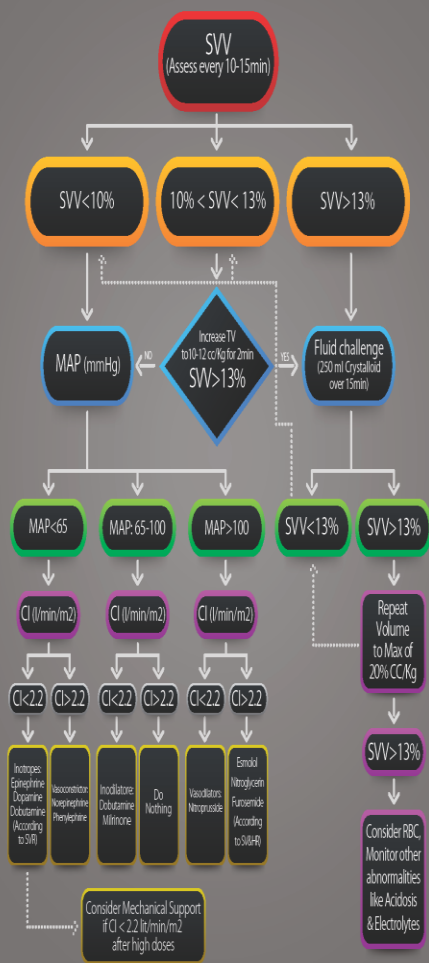 SVV
(Assess every 10-15min)
SVV<10%
10% < SVV< 13%
SVV>13%
MAP (mmHg)
NO
Increase TV
to10-12 cc/Kg for 2min
SVV>13%
YES
Fluid challenge
(250 ml Crystalloid
over 15min)
MAP<65
MAP: 65-100
MAP>100
SVV<13%
SVV>13%
CI (l/min/m2)
CI (l/min/m2)
CI (l/min/m2)
Repeat
Volume
to Max of
20% CC/Kg
CI<2.2
CI>2.2
CI<2.2
CI>2.2
CI<2.2
CI>2.2
SVV>13%
Inotropes:
Epinephrine
Dopamine
Dobutamine
(According
to SVR)
Vasoconstrictor:
Norepinephrine
Phenylephrine
Inodilatore:
Dobutamine
Milrinone
Do
Nothing
Vasodilators:
Nitroprusside
Esmolol
Nitroglycerin
Furosemide
(According
to SV&HR)
Consider RBC,
Monitor other
abnormalities
like Acidosis
& Electrolytes
Consider Mechanical Support
if CI < 2.2 lit/min/m2
after high doses